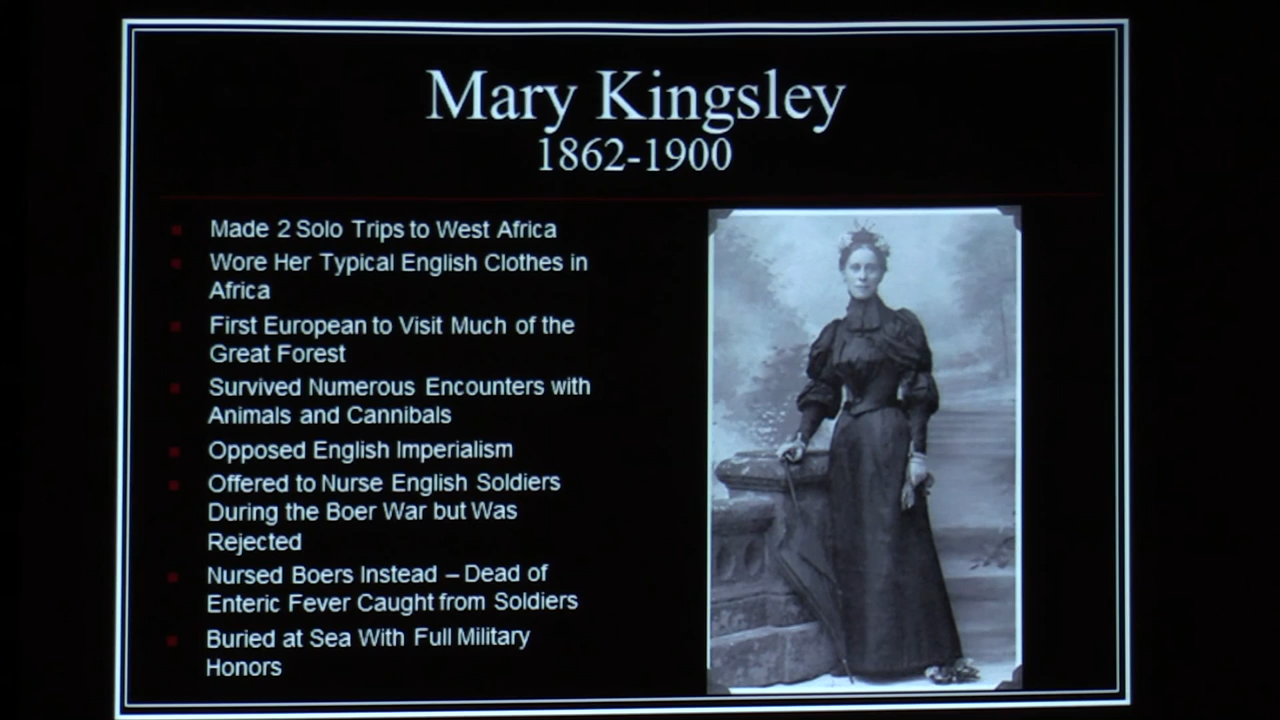 Mary Kingsley
1862-1900
Made 2 Solo Trips to West Africa
Wore Her Typical English Clothes in
Africa
First European to Visit Much of the
Great Forest
Survived Numerous Encounters with
Animals and Cannibals
Opposed English Imperialism
Offered to Nurse English Soldiers
During the Boer War but Was
Rejected
Nursed Boers Instead – Dead of
Enteric Fever Caught from Soldiers
Buried at Sea With Full Military
Honors